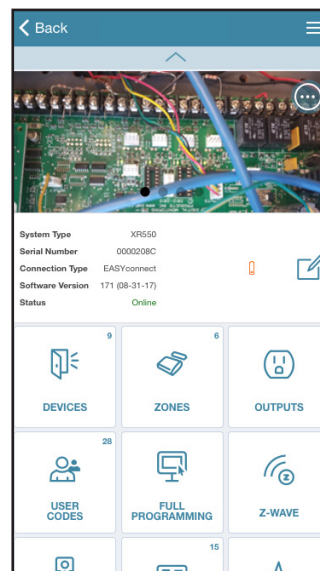 Back
System Type XR550
Serial Number 0000208C
Connection Type EASYconnect
Software Version 171 (08-31-17)
Status Online
9
6
DEVICES
ZONES
OUTPUTS
28
USER
CODES
FULL
PROGRAMMING
Z
Z-WAVE
15